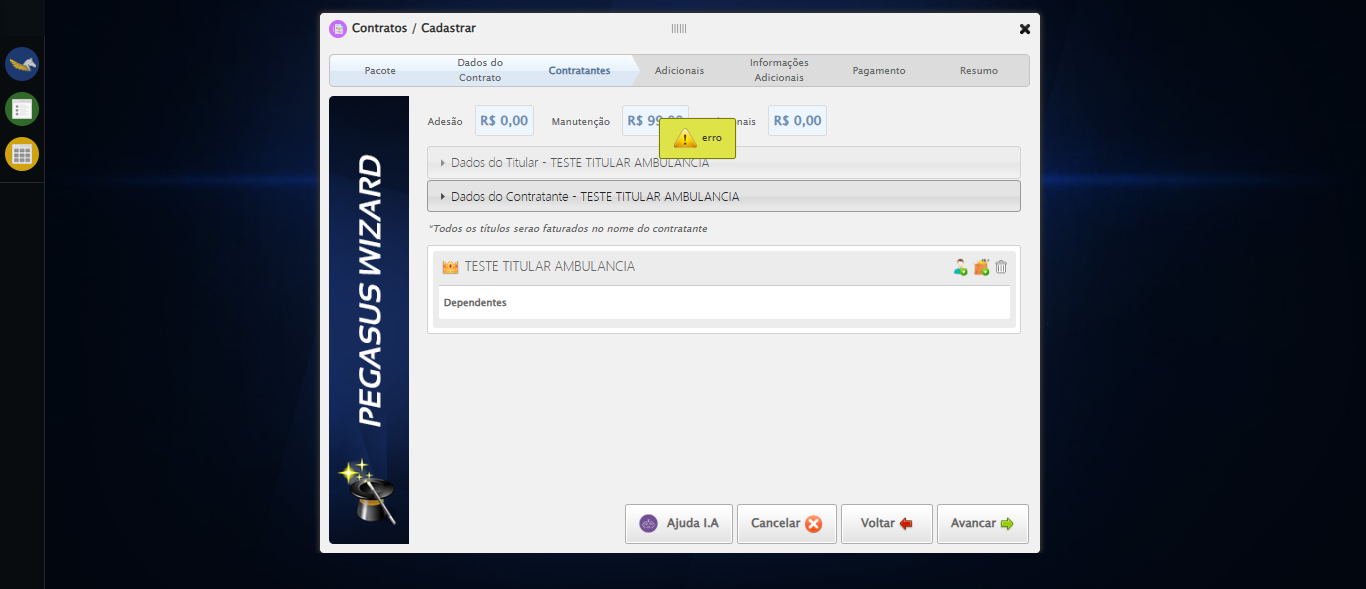 Contratos / Cadastrar
Pacote
Dados do
Contrato
Contratantes
Adicionais
Informações
Adicionais
Pagamento
Resumo
PEGASUS WIZARD
Adesão
R$ 0,00
Manutenção
R$ 99
R$ 0,00
erro
Dados do Titular - TESTE TITULAR AMBULANCIA
Dados do Contratante - TESTE TITULAR AMBULANCIA
*Todos os títulos serao faturados no nome do contratante
TESTE TITULAR AMBULANCIA
Dependentes
Ajuda I.A
Cancelar
Voltar
Avancar